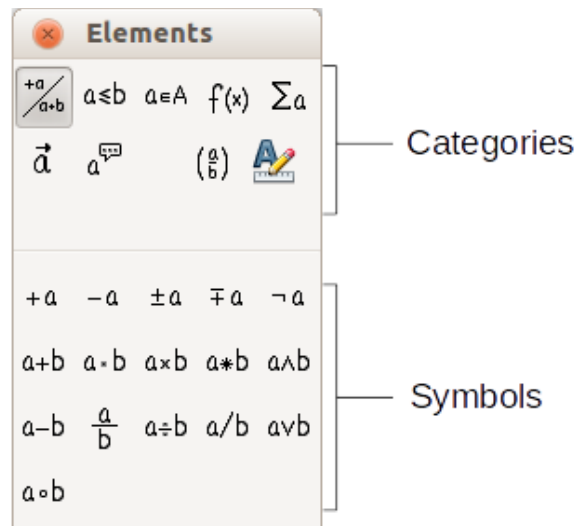 Elements
+a/a+b a≤b a∈A f(x) Σa
Categories
a⃗ a (a/b) A
+a −a ±a ∓a ¬a
a+b a·b a×b a∗b a∧b
Symbols
a−b a/b a÷b a/b a∨b
a∘b